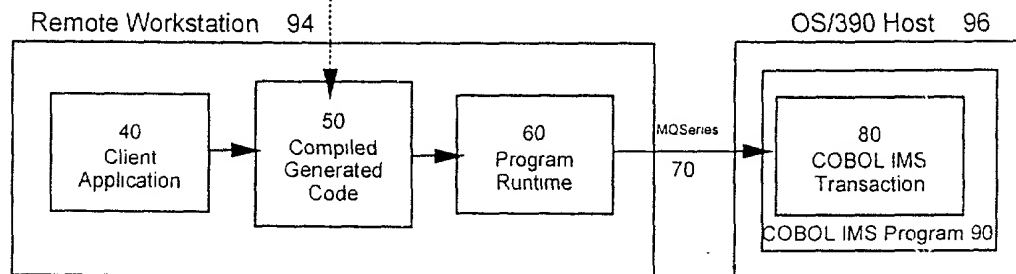 Remote Workstation 94
OS/390 Host 96
40
Client
Application
50
Compiled
Generated
Code
60
Program
Runtime
MQSeries
70
80
COBOL IMS
Transaction
COBOL IMS Program 90